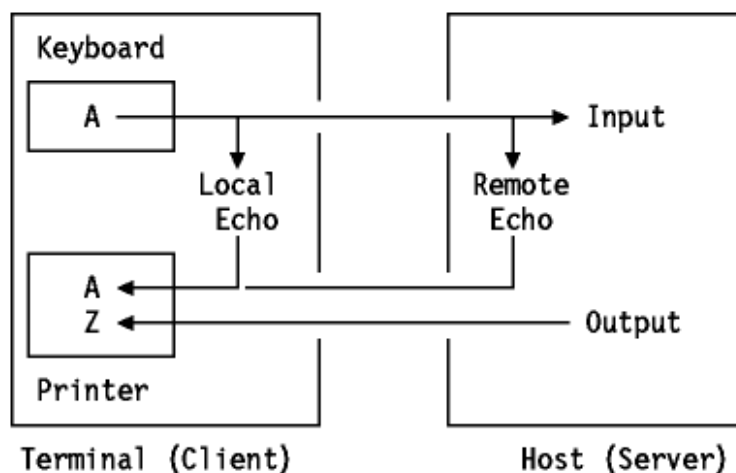 Keyboard
A
Input
Local
Echo
Remote
Echo
A
Z
Output
Printer
Terminal (Client)
Host (Server)